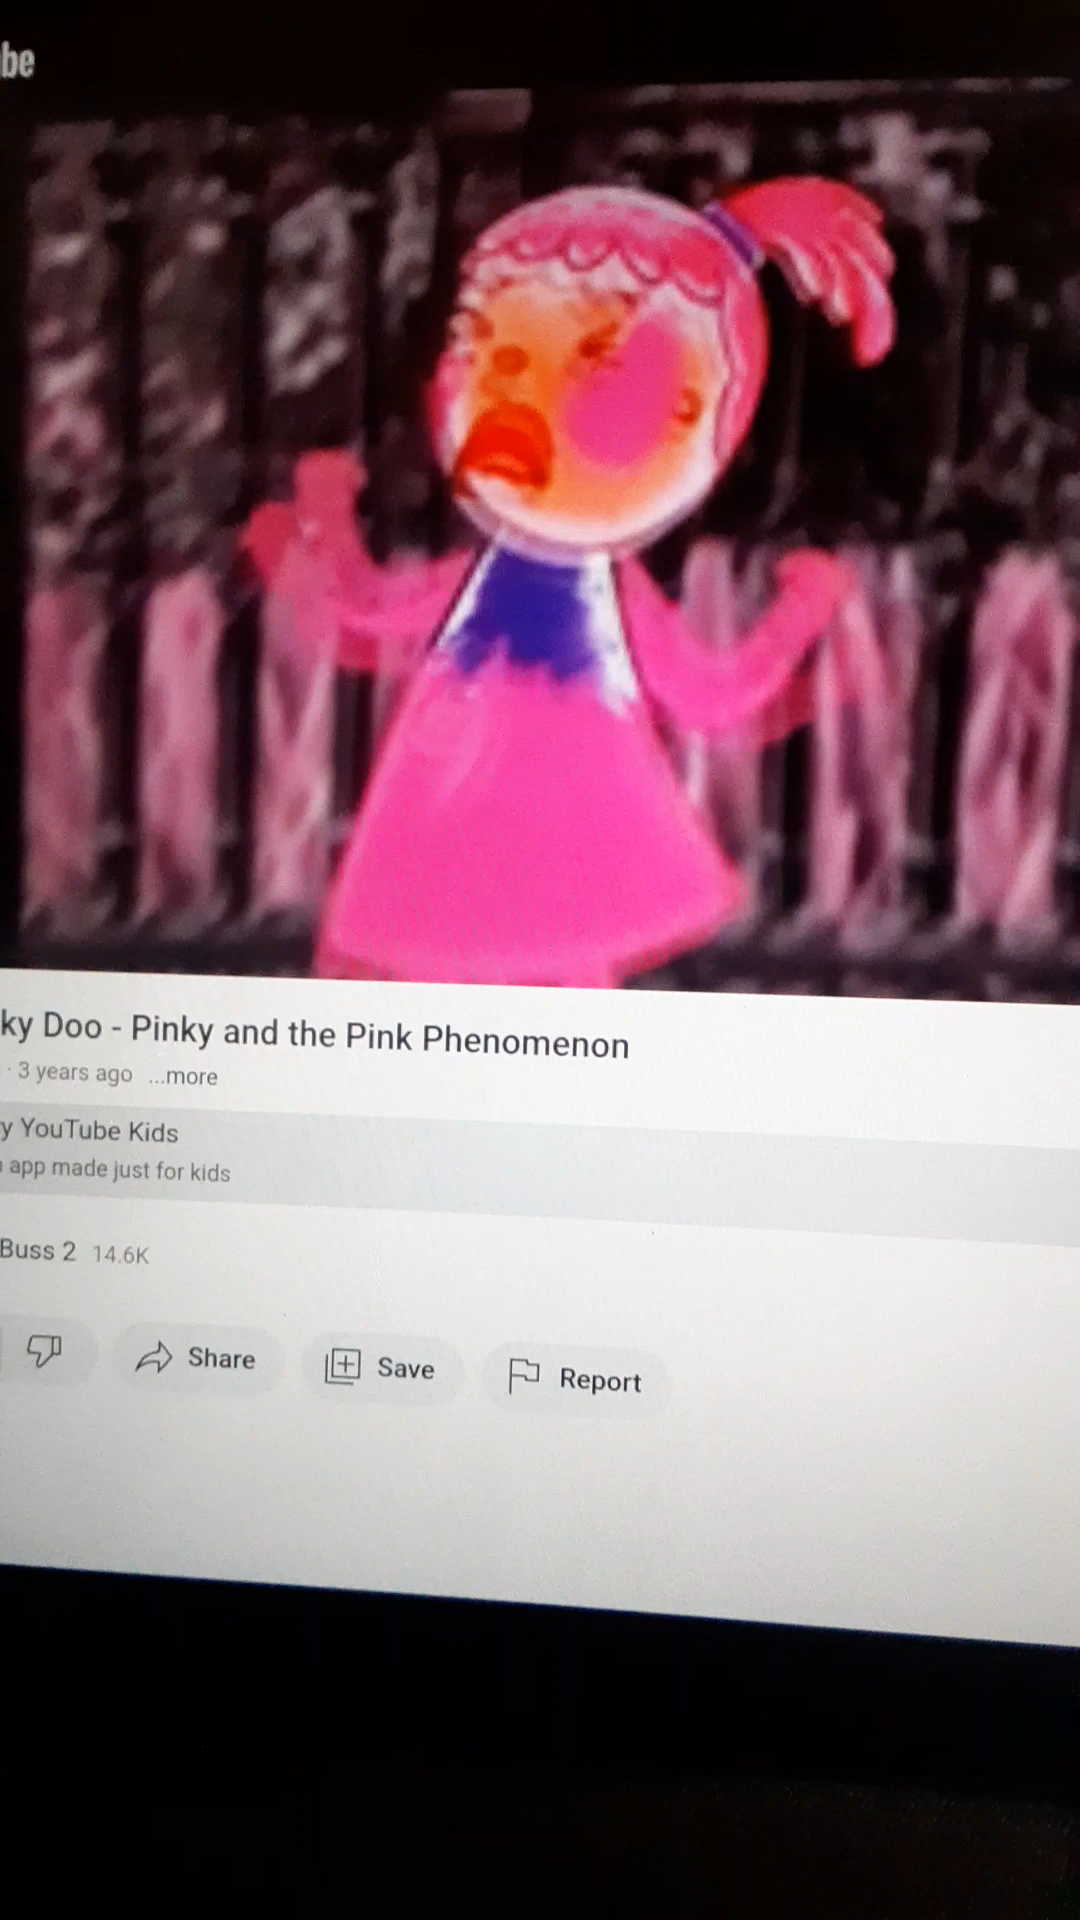 be
ky Doo - Pinky and the Pink Phenomenon
· 3 years ago ...more
y YouTube Kids
app made just for kids
Buss 2 14.6K
Share Save Report